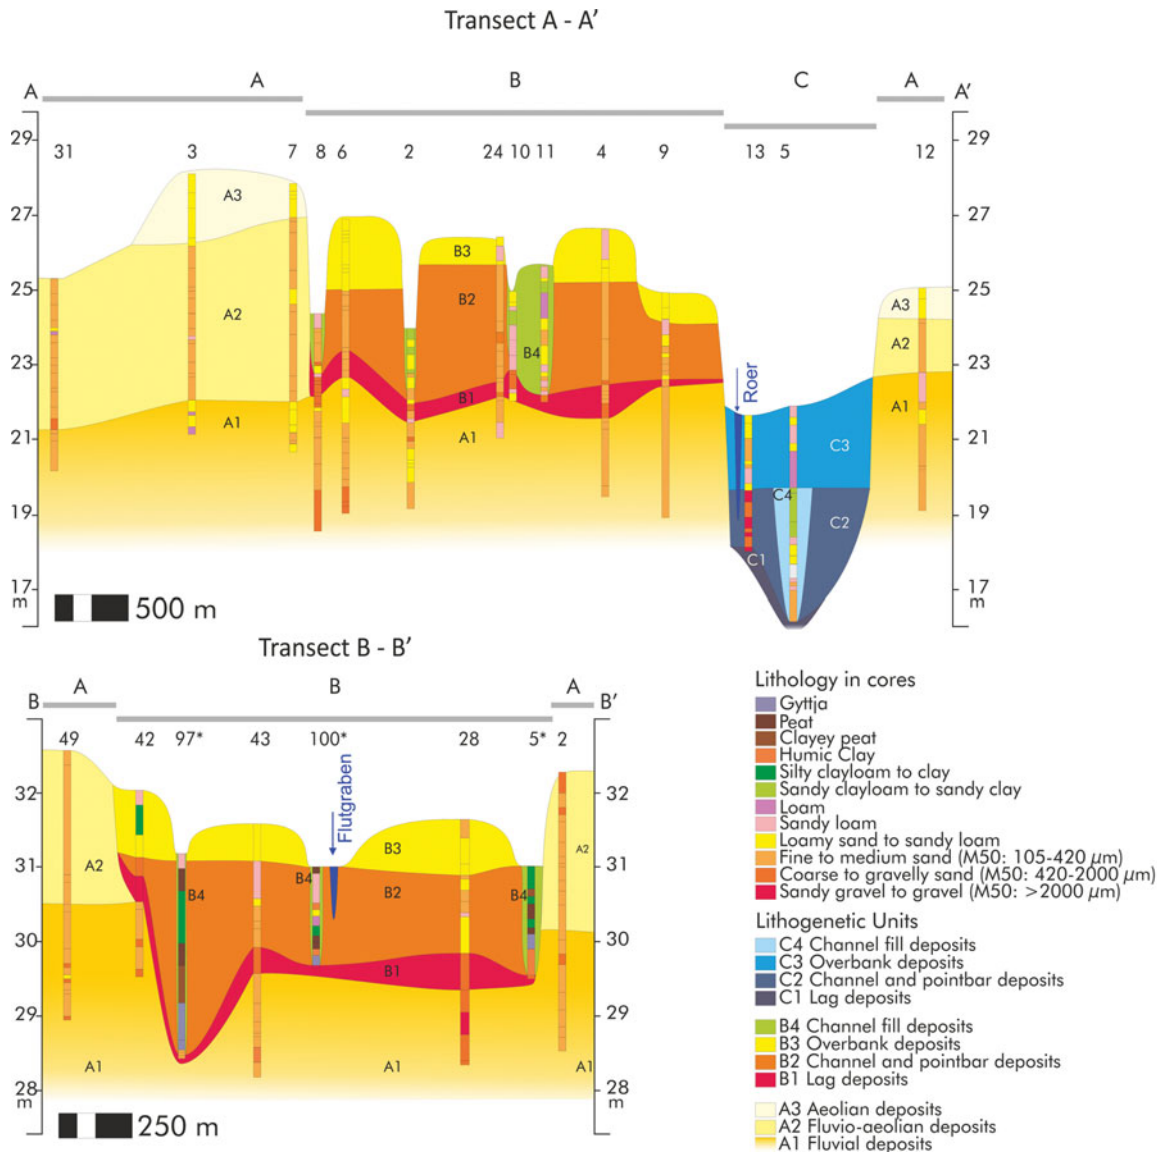 Transect A - A'
A A B C A A'
29 29
31 3 7 8 6 2 24 10 11 4 9 13 5 12
27 27
A3
B3
25 25
A3
B2
A2
A2
B4
23 23
Roer
B1
A1
A1
A1
21 21
C3
C4
19 19
C2
C1
17 17
m m
500 m
Transect B - B'
B A B A B'
49 42 97* 43 100* 28 5* 2
Flutgraben
32 32
B3
A2
A2
31 31
B4
B4
B2
B4
30 30
B1
29 29
A1
A1
A1
28 28
m m
250 m
Lithology in cores
Gyttja
Peat
Clayey peat
Humic Clay
Silty clayloam to clay
Sandy clayloam to sandy clay
Loam
Sandy loam
Loamy sand to sandy loam
Fine to medium sand (M50: 105-420 µm)
Coarse to gravelly sand (M50: 420-2000 µm)
Sandy gravel to gravel (M50: >2000 µm)
Lithogenetic Units
C4 Channel fill deposits
C3 Overbank deposits
C2 Channel and pointbar deposits
C1 Lag deposits
B4 Channel fill deposits
B3 Overbank deposits
B2 Channel and pointbar deposits
B1 Lag deposits
A3 Aeolian deposits
A2 Fluvio-aeolian deposits
A1 Fluvial deposits